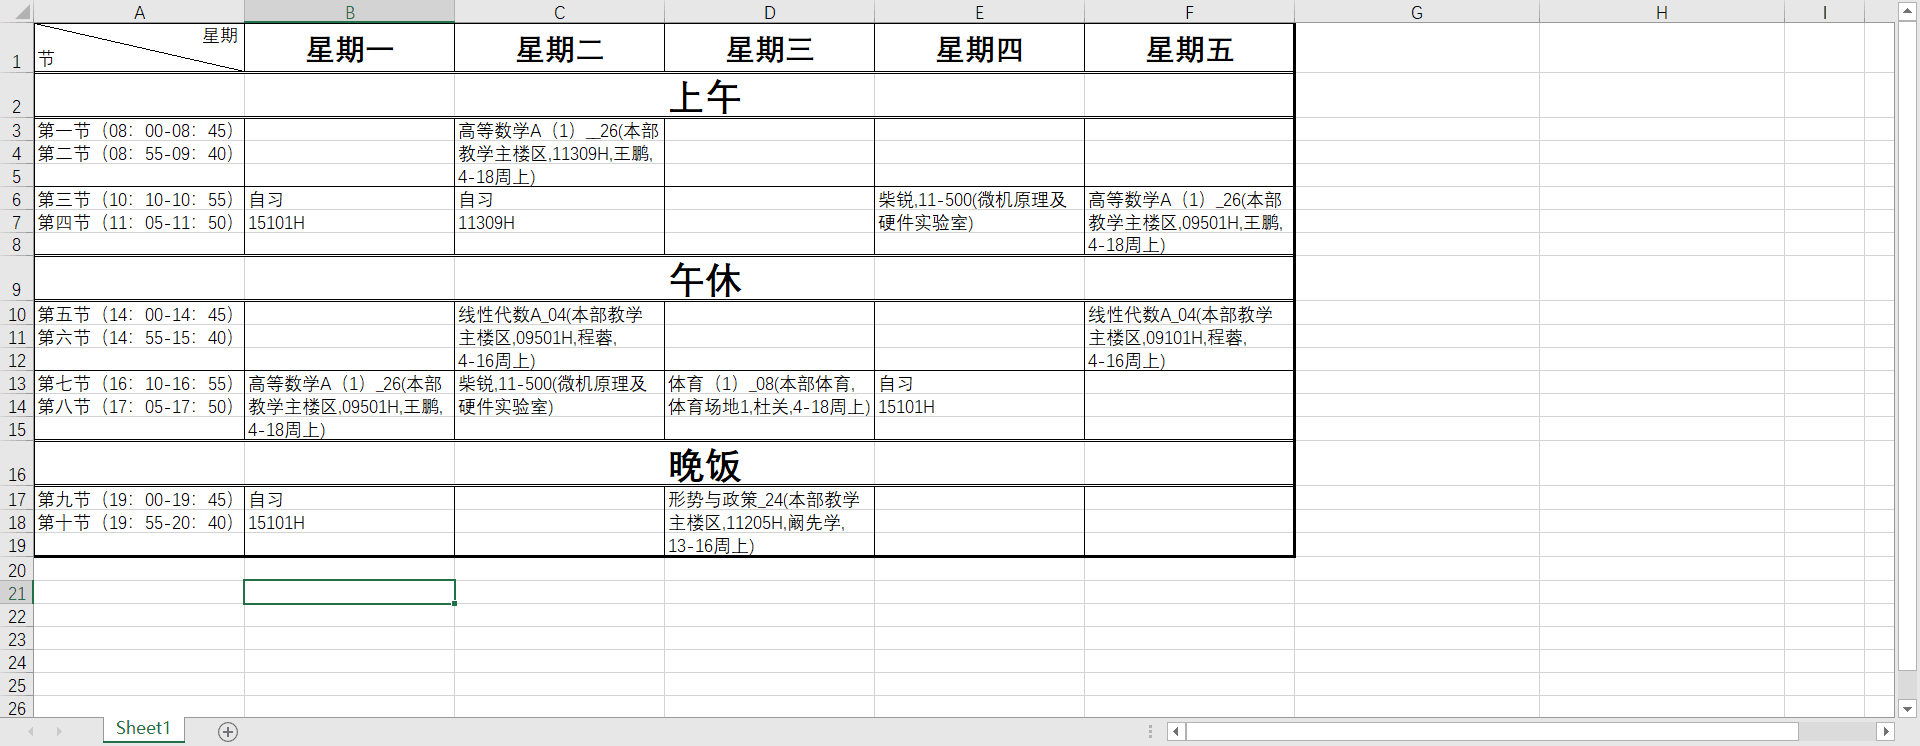 A B C D E F G H I
星期
节
星期一 星期二 星期三 星期四 星期五
1
上午
2
3 第一节（08：00-08：45） 高等数学A（1）__26(本部
4 第二节（08：55-09：40） 教学主楼区,11309H,王鹏,
5 4-18周上)
6 第三节（10：10-10：55） 自习 自习 柴锐,11-500(微机原理及 高等数学A（1）_26(本部
7 第四节（11：05-11：50） 15101H 11309H 硬件实验室) 教学主楼区,09501H,王鹏,
8 4-18周上)
午休
9
10 第五节（14：00-14：45） 线性代数A_04(本部教学 线性代数A_04(本部教学
11 第六节（14：55-15：40） 主楼区,09501H,程蓉, 主楼区,09101H,程蓉,
12 4-16周上) 4-16周上)
13 第七节（16：10-16：55） 高等数学A（1）_26(本部 柴锐,11-500(微机原理及 体育（1）_08(本部体育, 自习
14 第八节（17：05-17：50） 教学主楼区,09501H,王鹏, 硬件实验室) 体育场地1,杜关,4-18周上) 15101H
15 4-18周上)
晚饭
16
17 第九节（19：00-19：45） 自习 形势与政策_24(本部教学
18 第十节（19：55-20：40） 15101H 主楼区,11205H,阚先学,
19 13-16周上)
20
21
22
23
24
25
26
Sheet1